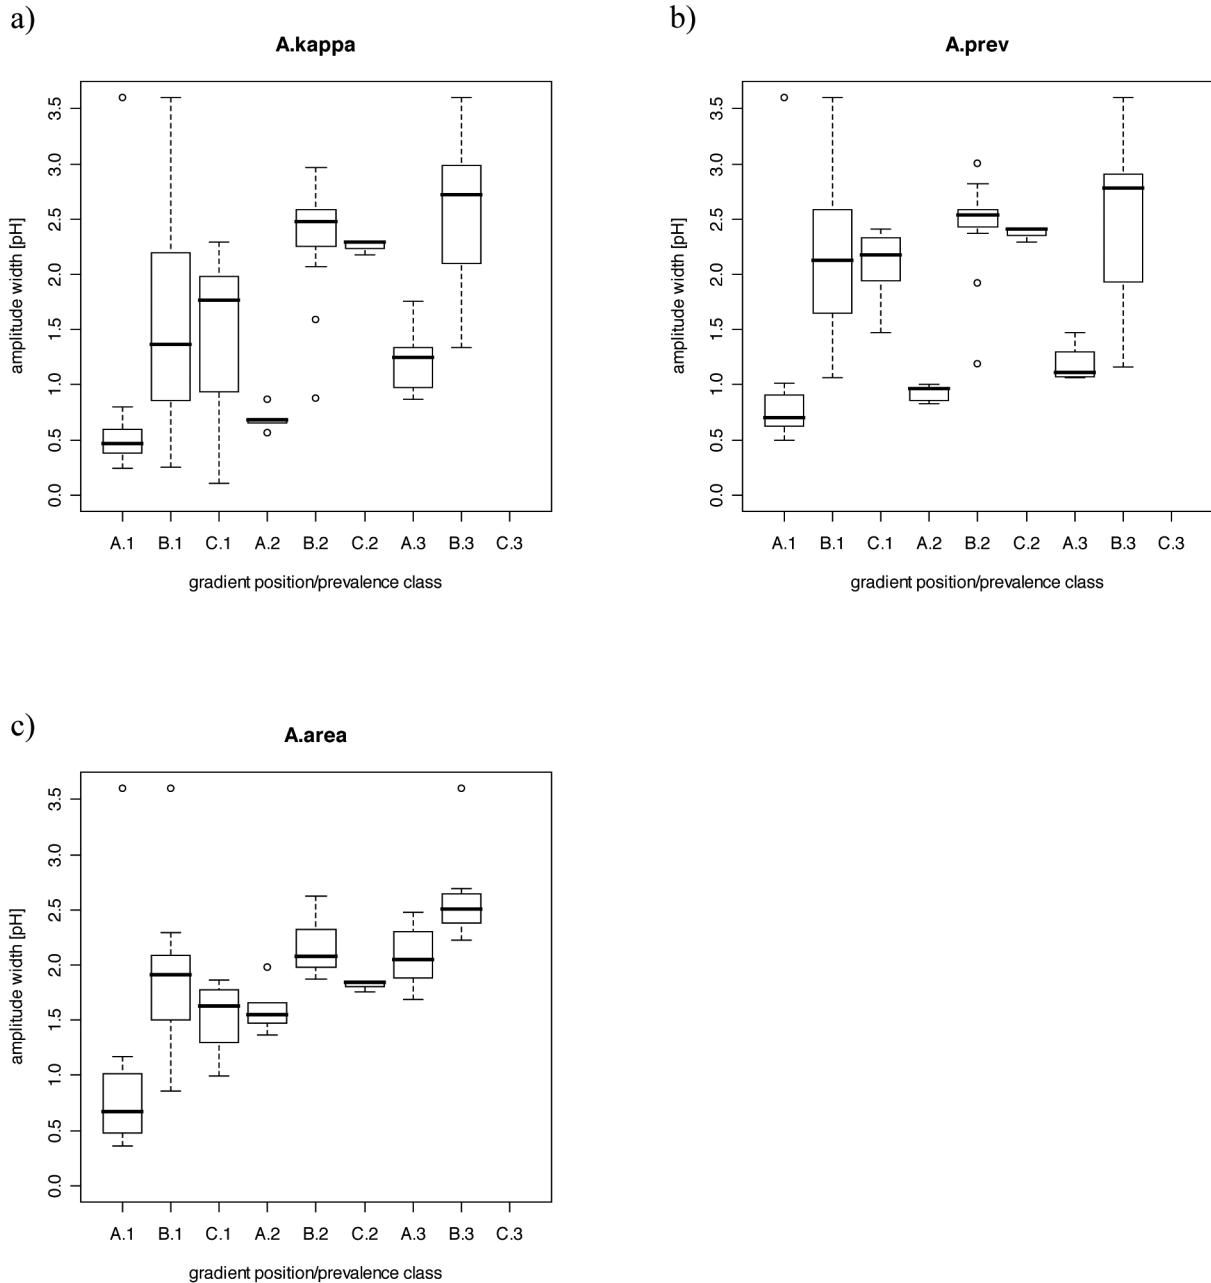 a)
A.kappa
amplitude width [pH]
3.5
3.0
2.5
2.0
1.5
1.0
0.5
0.0
A.1 B.1 C.1 A.2 B.2 C.2 A.3 B.3 C.3
gradient position/prevalence class
b)
A.prev
amplitude width [pH]
3.5
3.0
2.5
2.0
1.5
1.0
0.5
0.0
A.1 B.1 C.1 A.2 B.2 C.2 A.3 B.3 C.3
gradient position/prevalence class
c)
A.area
amplitude width [pH]
3.5
3.0
2.5
2.0
1.5
1.0
0.5
0.0
A.1 B.1 C.1 A.2 B.2 C.2 A.3 B.3 C.3
gradient position/prevalence class